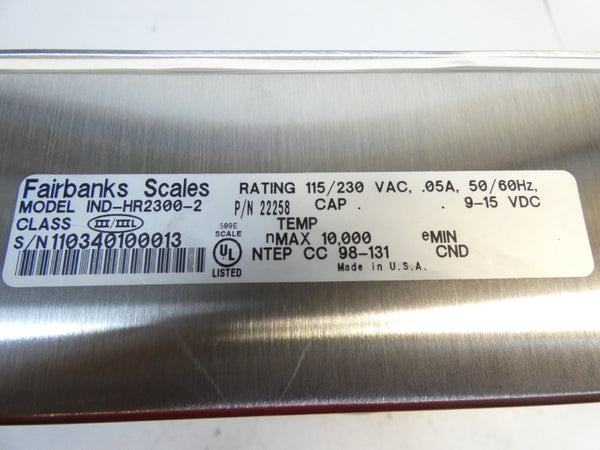 Fairbanks Scales RATING 115/230 VAC, .05A, 50/60Hz,
MODEL IND-HR2300-2 P/N 22258 CAP . . 9-15 VDC
CLASS III/IIIL 589E SCALE TEMP
S/N 110340100013 nMAX 10,000 eMIN
UL LISTED NTEP CC 98-131 CND
Made in U.S.A.